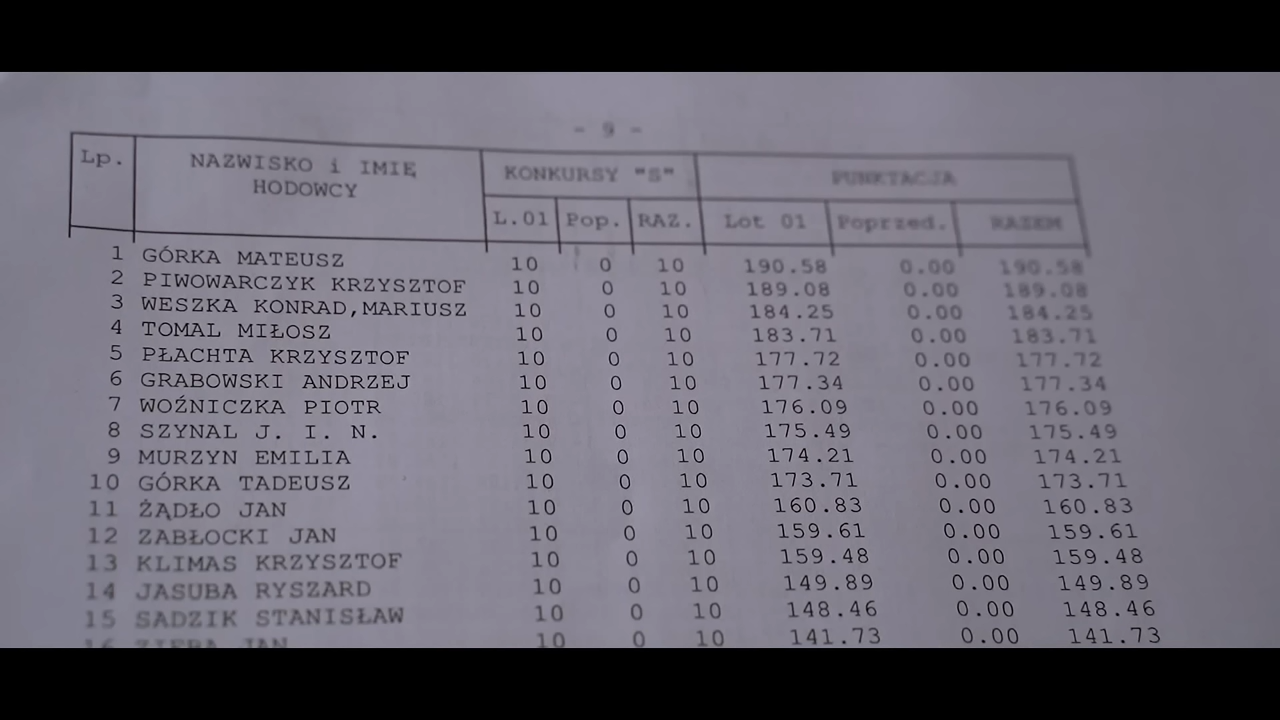 - 9 -
Lp. NAZWISKO i IMIĘ HODOWCY KONKURSY "S" PUNKTACJA
L.01 Pop. RAZ. Lot 01 Poprzed. RAZEM
1 GÓRKA MATEUSZ 10 0 10 190.58 0.00 190.58
2 PIWOWARCZYK KRZYSZTOF 10 0 10 189.08 0.00 189.08
3 WESZKA KONRAD,MARIUSZ 10 0 10 184.25 0.00 184.25
4 TOMAL MIŁOSZ 10 0 10 183.71 0.00 183.71
5 PŁACHTA KRZYSZTOF 10 0 10 177.72 0.00 177.72
6 GRABOWSKI ANDRZEJ 10 0 10 177.34 0.00 177.34
7 WOŹNICZKA PIOTR 10 0 10 176.09 0.00 176.09
8 SZYNAL J. I. N. 10 0 10 175.49 0.00 175.49
9 MURZYN EMILIA 10 0 10 174.21 0.00 174.21
10 GÓRKA TADEUSZ 10 0 10 173.71 0.00 173.71
11 ŻĄDŁO JAN 10 0 10 160.83 0.00 160.83
12 ZABŁOCKI JAN 10 0 10 159.61 0.00 159.61
13 KLIMAS KRZYSZTOF 10 0 10 159.48 0.00 159.48
14 JASUBA RYSZARD 10 0 10 149.89 0.00 149.89
15 SADZIK STANISŁAW 10 0 10 148.46 0.00 148.46
16 ZIĘBA JAN 10 0 10 141.73 0.00 141.73